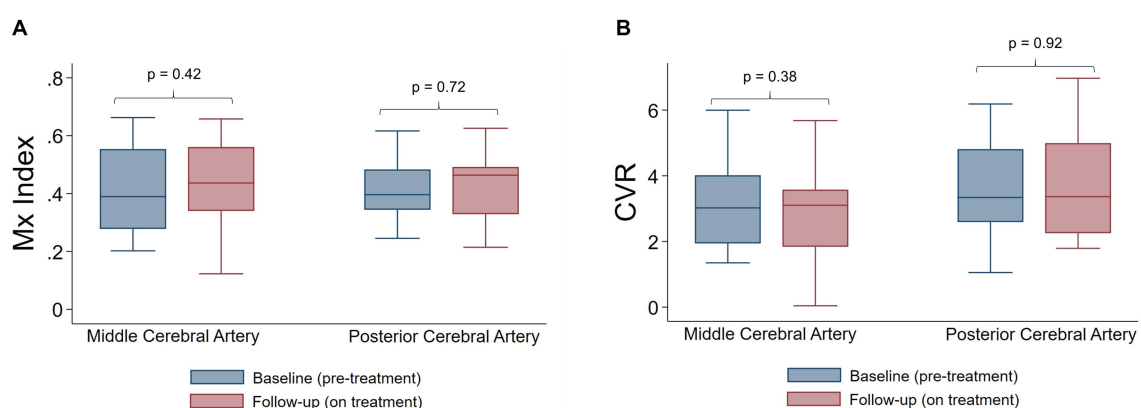 A
Mx Index
.8
.6
.4
.2
0
p = 0.42
p = 0.72
Middle Cerebral Artery
Posterior Cerebral Artery
Baseline (pre-treatment)
Follow-up (on treatment)
B
CVR
6
4
2
0
p = 0.38
p = 0.92
Middle Cerebral Artery
Posterior Cerebral Artery
Baseline (pre-treatment)
Follow-up (on treatment)